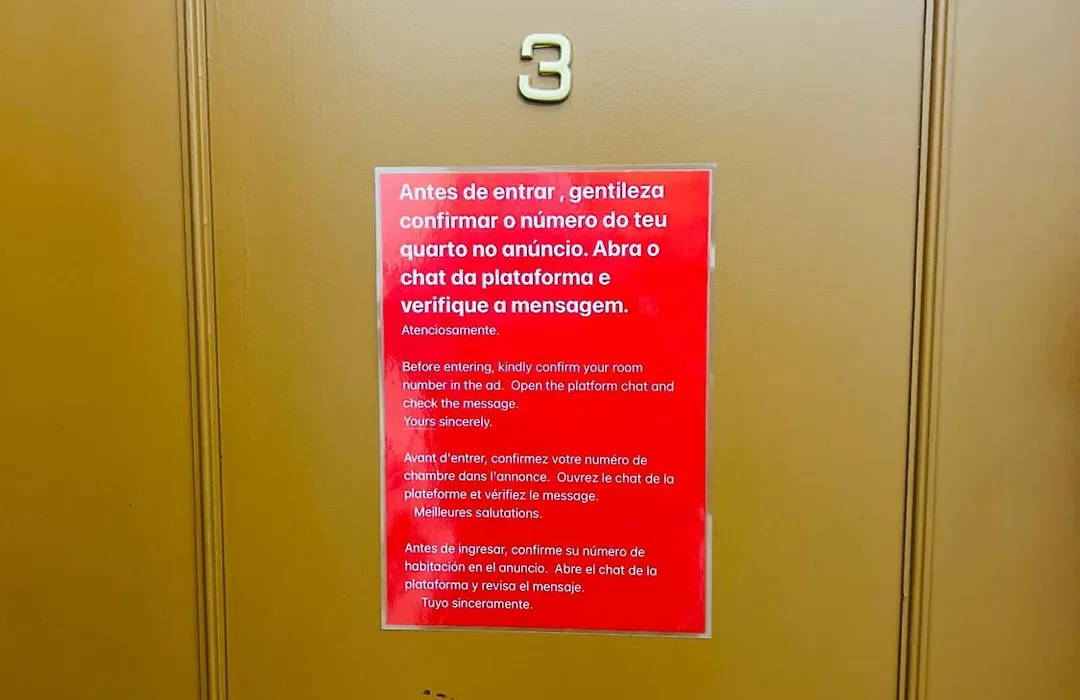 3
Antes de entrar , gentileza
confirmar o número do teu
quarto no anúncio. Abra o
chat da plataforma e
verifique a mensagem.
Atenciosamente.
Before entering, kindly confirm your room
number in the ad.  Open the platform chat and
check the message.
Yours sincerely.
Avant d'entrer, confirmez votre numéro de
chambre dans l'annonce.  Ouvrez le chat de la
plateforme et vérifiez le message.
Meilleures salutations.
Antes de ingresar, confirme su número de
habitación en el anuncio.  Abre el chat de la
plataforma y revisa el mensaje.
Tuyo sinceramente.